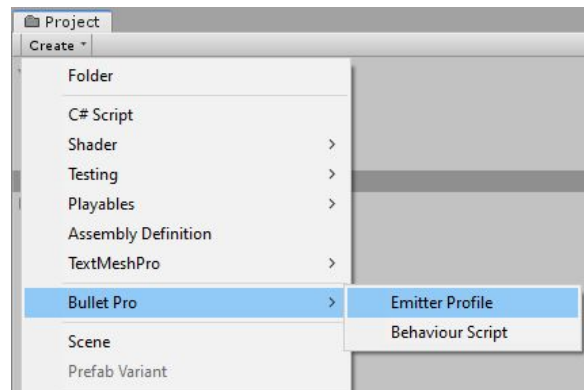 Project
Create
Folder
C# Script
Shader
Testing
Playables
Assembly Definition
TextMeshPro
Bullet Pro
Emitter Profile
Behaviour Script
Scene
Prefab Variant